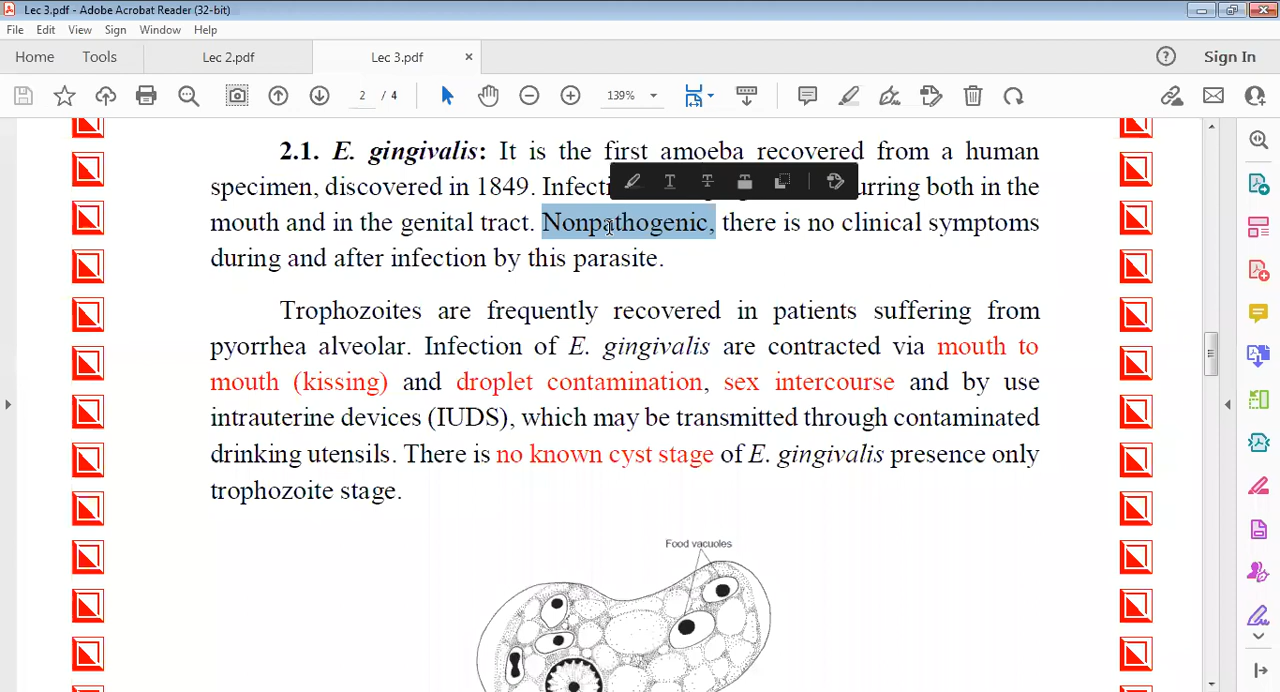 Lec 3.pdf - Adobe Acrobat Reader (32-bit)
File Edit View Sign Window Help
Home Tools Lec 2.pdf Lec 3.pdf × Sign In
2 / 4 139%
2.1. E. gingivalis: It is the first amoeba recovered from a human
specimen, discovered in 1849. Infecti urring both in the
mouth and in the genital tract. Nonpathogenic, there is no clinical symptoms
during and after infection by this parasite.
Trophozoites are frequently recovered in patients suffering from
pyorrhea alveolar. Infection of E. gingivalis are contracted via mouth to
mouth (kissing) and droplet contamination, sex intercourse and by use
intrauterine devices (IUDS), which may be transmitted through contaminated
drinking utensils. There is no known cyst stage of E. gingivalis presence only
trophozoite stage.
Food vacuoles